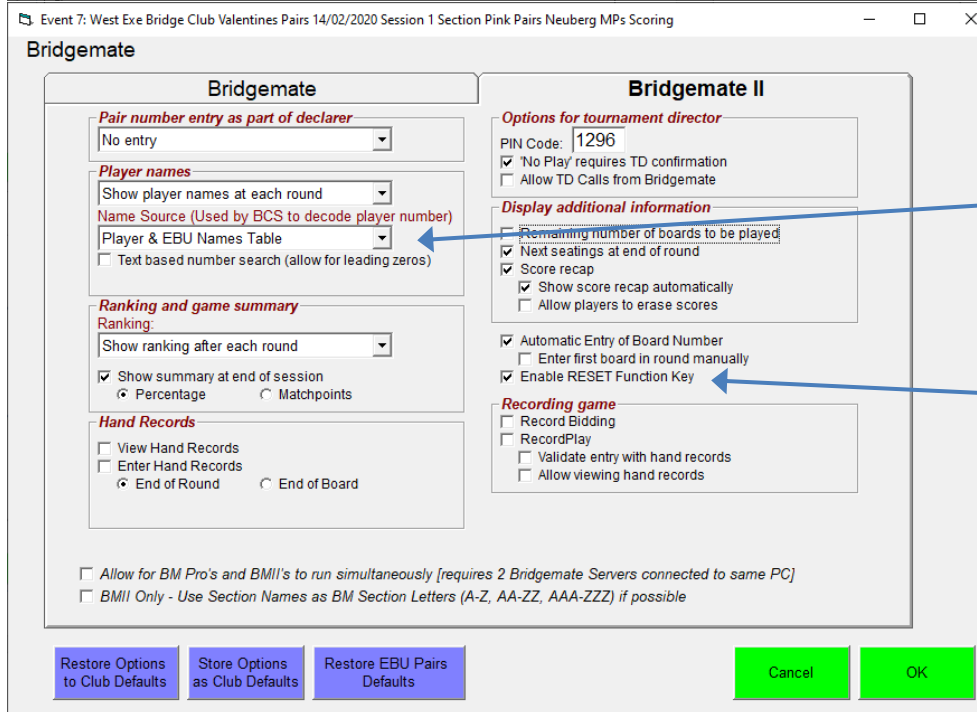 Event 7: West Exe Bridge Club Valentines Pairs 14/02/2020 Session 1 Section Pink Pairs Neuberg MPs Scoring
Bridgemate
Bridgemate
Bridgemate II
Pair number entry as part of declarer
No entry
Player names
Show player names at each round
Name Source (Used by BCS to decode player number)
Player & EBU Names Table
Text based number search (allow for leading zeros)
Ranking and game summary
Ranking:
Show ranking after each round
Show summary at end of session
Percentage
Matchpoints
Hand Records
View Hand Records
Enter Hand Records
End of Round
End of Board
Options for tournament director
PIN Code: 1296
'No Play' requires TD confirmation
Allow TD Calls from Bridgemate
Display additional information
Remaining number of boards to be played
Next seatings at end of round
Score recap
Show score recap automatically
Allow players to erase scores
Automatic Entry of Board Number
Enter first board in round manually
Enable RESET Function Key
Recording game
Record Bidding
RecordPlay
Validate entry with hand records
Allow viewing hand records
Allow for BM Pro's and BMII's to run simultaneously [requires 2 Bridgemate Servers connected to same PC]
BMII Only - Use Section Names as BM Section Letters (A-Z, AA-ZZ, AAA-ZZZ) if possible
Restore Options
to Club Defaults
Store Options
as Club Defaults
Restore EBU Pairs
Defaults
Cancel
OK